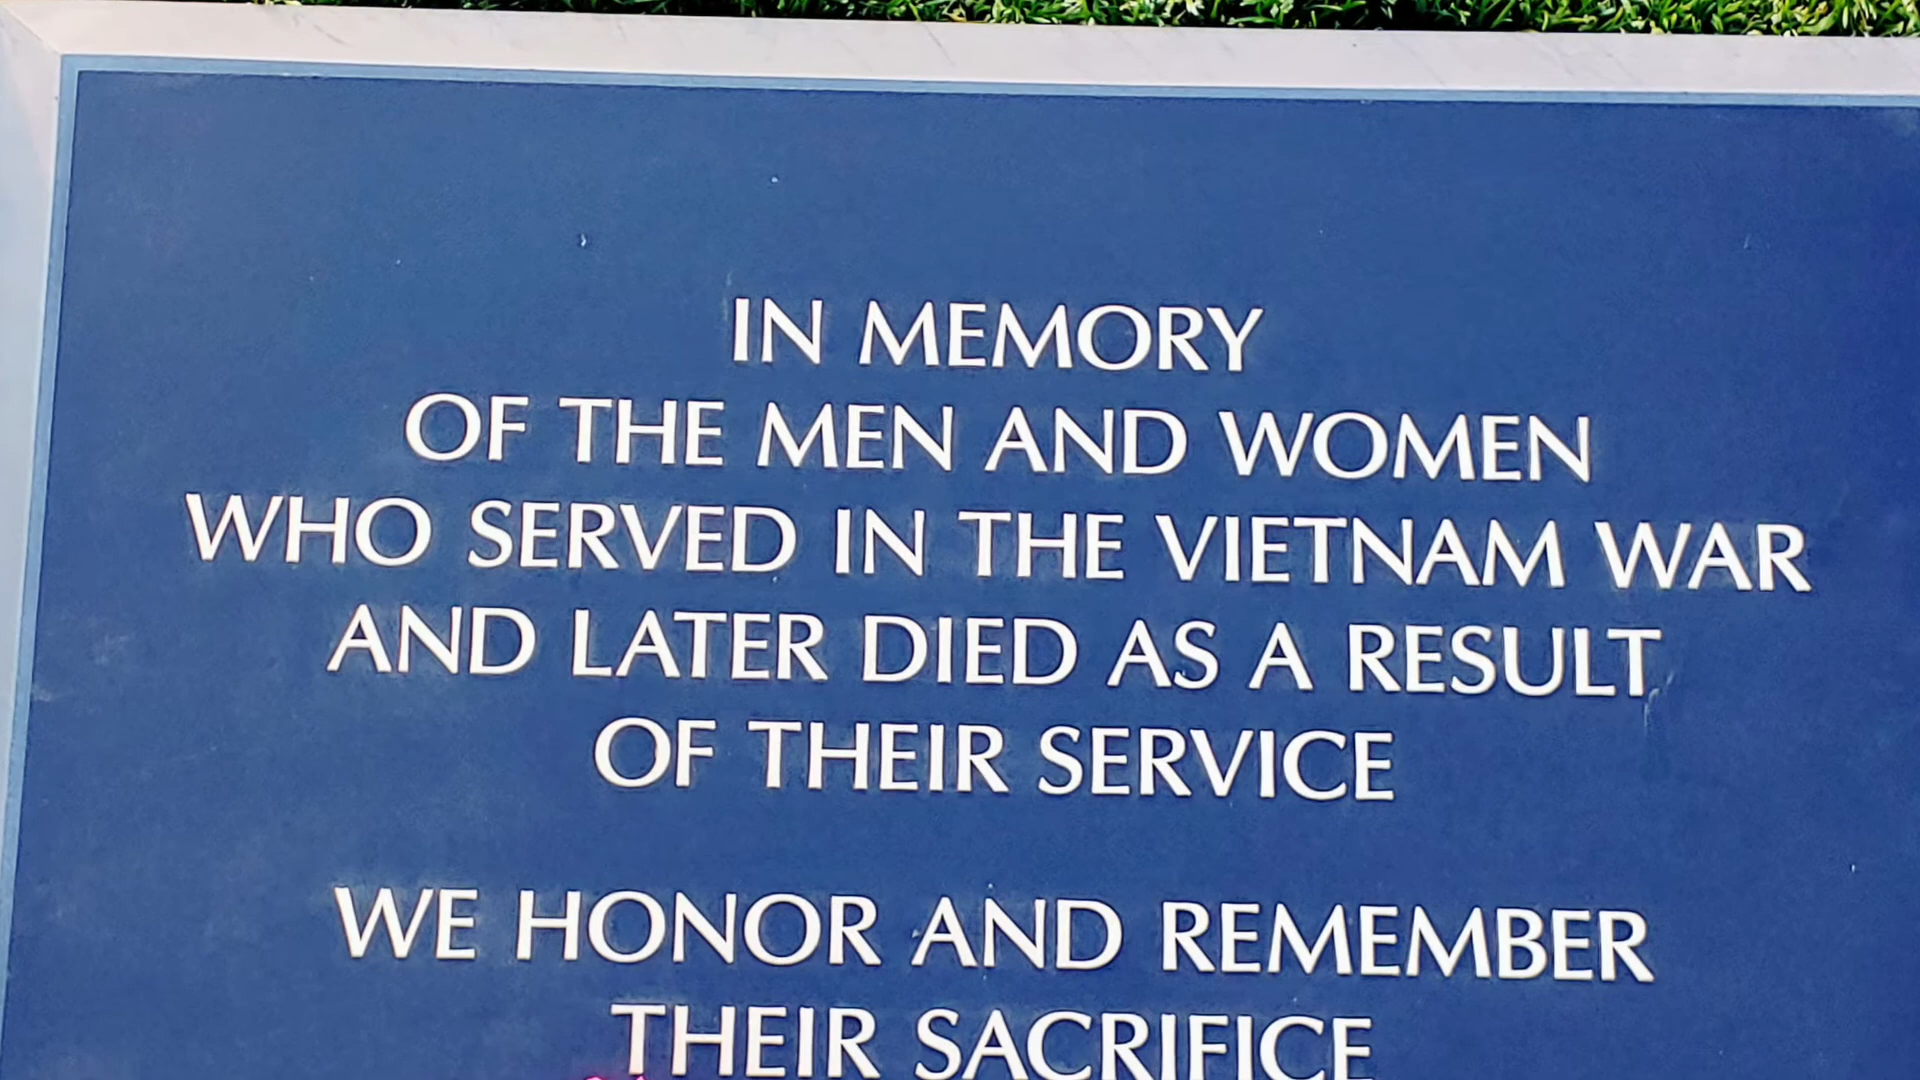 IN MEMORY
OF THE MEN AND WOMEN
WHO SERVED IN THE VIETNAM WAR
AND LATER DIED AS A RESULT
OF THEIR SERVICE
WE HONOR AND REMEMBER
THEIR SACRIFICE